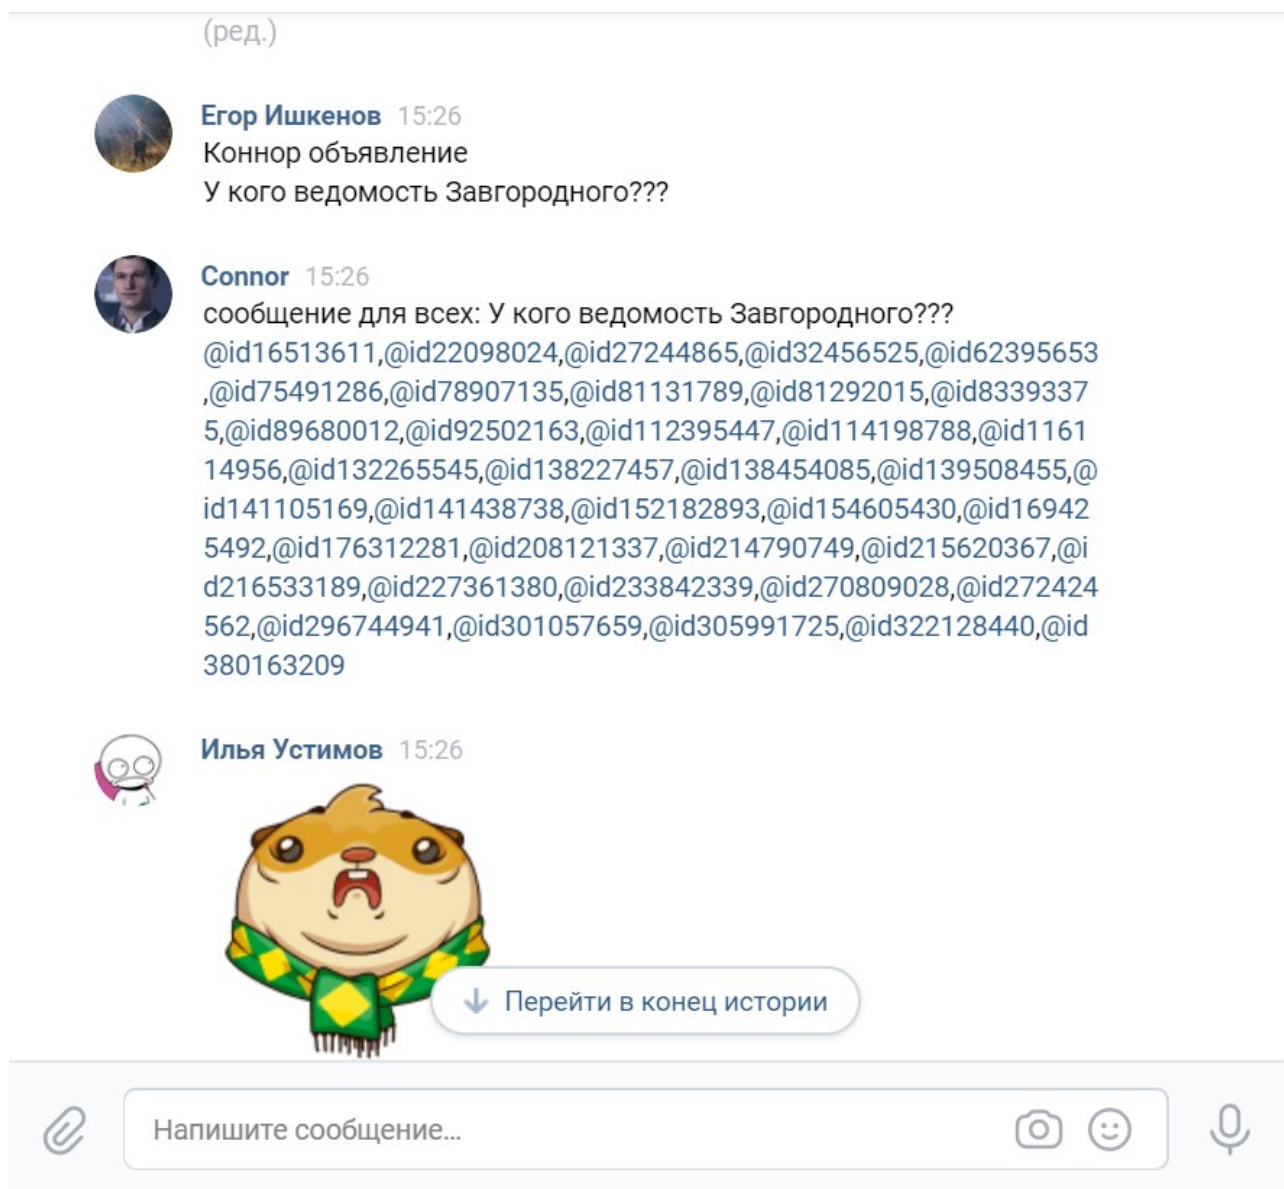 (ред.)
Егор Ишкенов 15:26
Коннор объявление
У кого ведомость Завгородного???
Connor 15:26
сообщение для всех: У кого ведомость Завгородного???
@id16513611,@id22098024,@id27244865,@id32456525,@id62395653
,@id75491286,@id78907135,@id81131789,@id81292015,@id8339337
5,@id89680012,@id92502163,@id112395447,@id114198788,@id1161
14956,@id132265545,@id138227457,@id138454085,@id139508455,@
id141105169,@id141438738,@id152182893,@id154605430,@id16942
5492,@id176312281,@id208121337,@id214790749,@id215620367,@i
d216533189,@id227361380,@id233842339,@id270809028,@id272424
562,@id296744941,@id301057659,@id305991725,@id322128440,@id
380163209
Илья Устимов 15:26
Перейти в конец истории
Напишите сообщение...